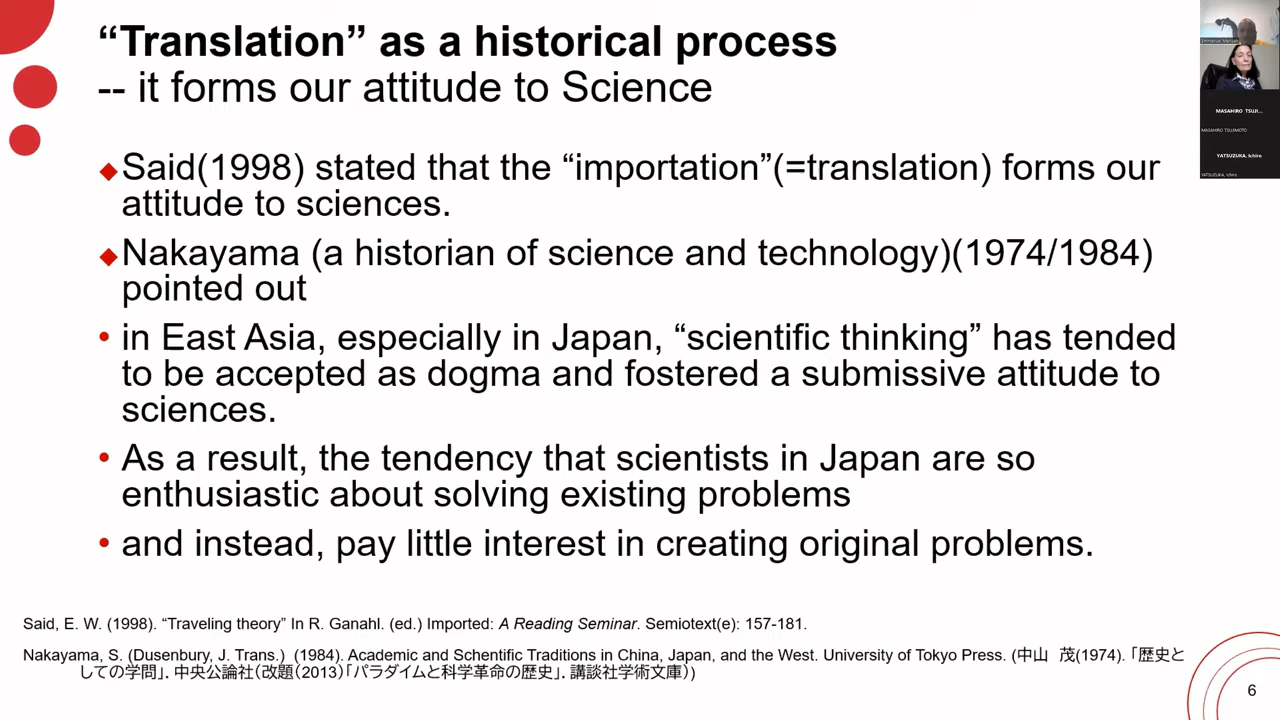 “Translation” as a historical process
-- it forms our attitude to Science
Said(1998) stated that the “importation”(=translation) forms our
attitude to sciences.
Nakayama (a historian of science and technology)(1974/1984)
pointed out
• in East Asia, especially in Japan, “scientific thinking” has tended
to be accepted as dogma and fostered a submissive attitude to
sciences.
• As a result, the tendency that scientists in Japan are so
enthusiastic about solving existing problems
• and instead, pay little interest in creating original problems.
Said, E. W. (1998). “Traveling theory” In R. Ganahl. (ed.) Imported: A Reading Seminar. Semiotext(e): 157-181.
Nakayama, S. (Dusenbury, J. Trans.) (1984). Academic and Schentific Traditions in China, Japan, and the West. University of Tokyo Press. (中山 茂(1974).「歴史と
しての学問」. 中央公論社（改題（2013）「パラダイムと科学革命の歴史」. 講談社学術文庫）)
6
MASAHIRO TSUJI...
MASAHIRO TSUJIMOTO
YATSUZUKA, Ichiro
YATSUZUKA, Ichiro